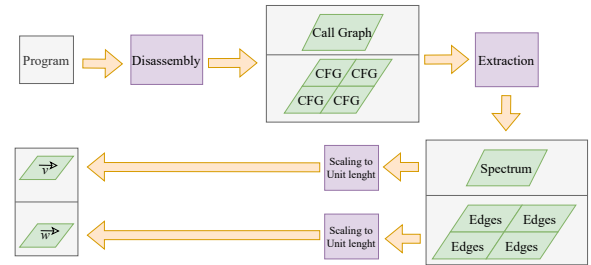 Program
Disassembly
Call Graph
CFG CFG
CFG CFG
Extraction
Spectrum
Edges Edges
Edges Edges
Scaling to
Unit lenght
Scaling to
Unit lenght
v
w